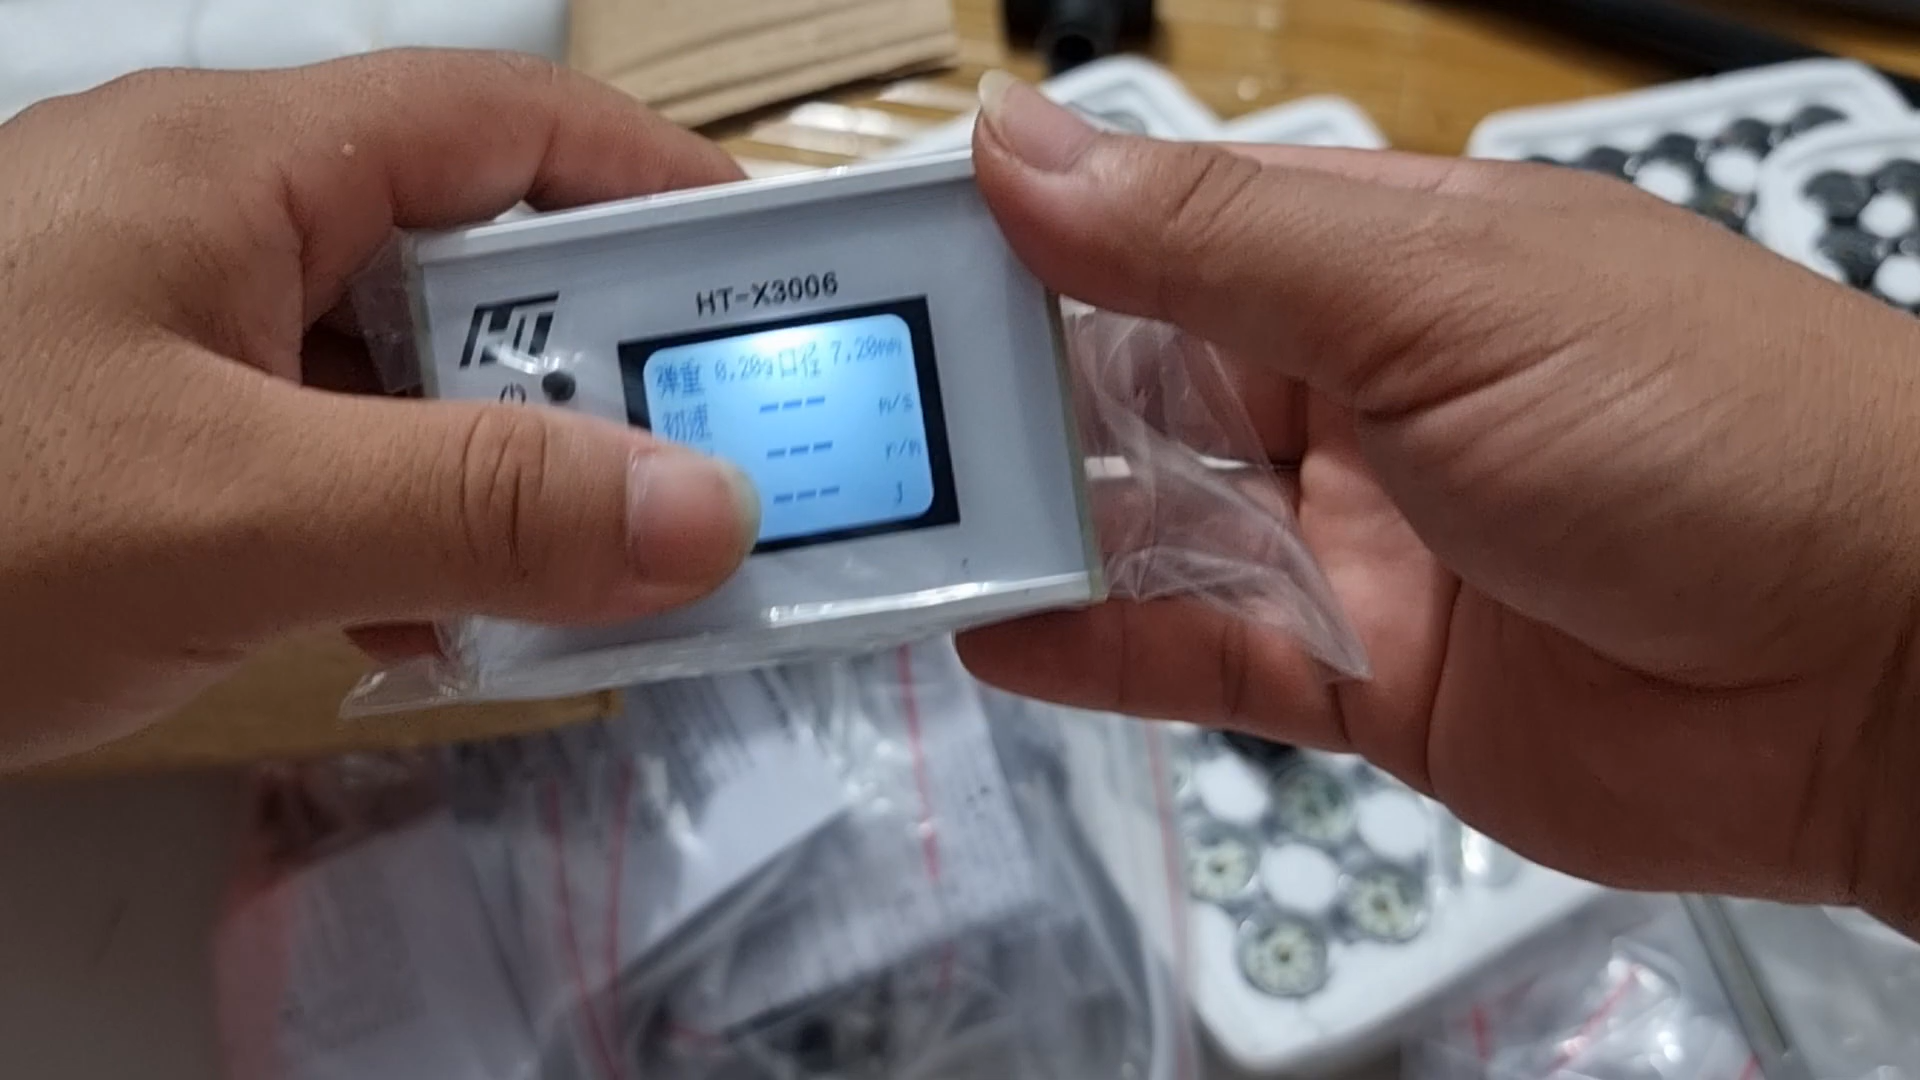 HT-X3006
HT
弹重 0.20g 口径 7.20mm
初速 --- m/s
--- r/m
--- J